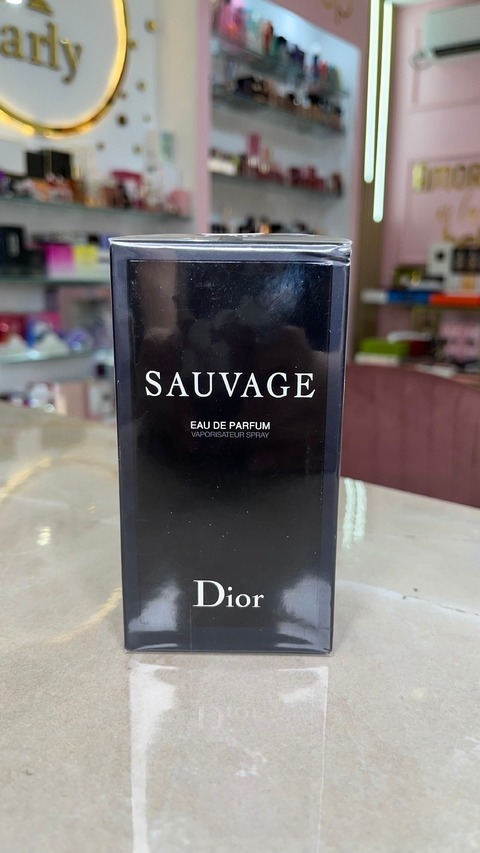 arly
SAUVAGE
EAU DE PARFUM
VAPORISATEUR SPRAY
Dior